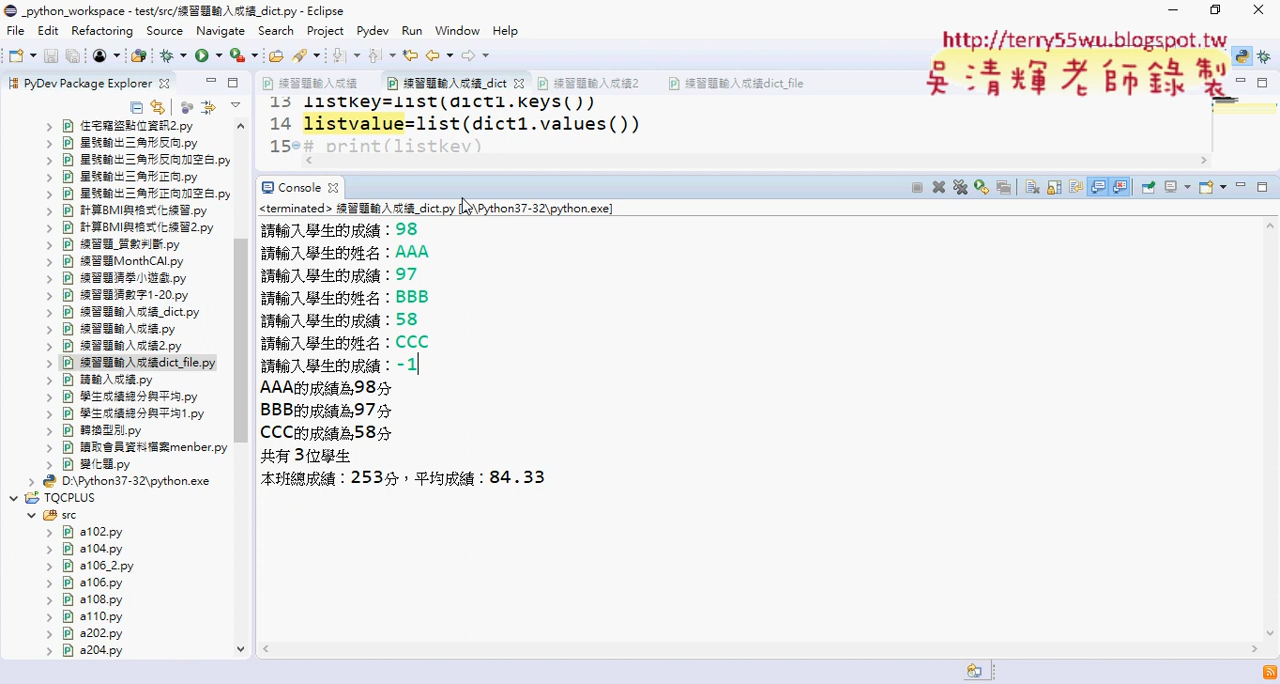 _python_workspace - test/src/練習題輸入成績_dict.py - Eclipse
File Edit Refactoring Source Navigate Search Project Pydev Run Window Help
http://terry55wu.blogspot.tw
吳清輝老師錄製
PyDev Package Explorer
練習題輸入成績
練習題輸入成績_dict
練習題輸入成績2
練習題輸入成績dict_file
住宅竊盜點位資訊2.py
星號輸出三角形反向.py
星號輸出三角形反向加空白.py
星號輸出三角形正向.py
星號輸出三角形正向加空白.py
計算BMI與格式化練習.py
計算BMI與格式化練習2.py
練習題_質數判斷.py
練習題MonthCAl.py
練習題猜拳小遊戲.py
練習題猜數字1-20.py
練習題輸入成績_dict.py
練習題輸入成績.py
練習題輸入成績2.py
練習題輸入成績dict_file.py
請輸入成績.py
學生成績總分與平均.py
學生成績總分與平均1.py
轉換型別.py
讀取會員資料檔案menber.py
變化題.py
D:\Python37-32\python.exe
TQCPLUS
src
a102.py
a104.py
a106_2.py
a106.py
a108.py
a110.py
a202.py
a204.py
13 listkey=list(dict1.keys())
14 listvalue=list(dict1.values())
15 # print(listkey)
Console
<terminated> 練習題輸入成績_dict.py [\Python37-32\python.exe]
請輸入學生的成績：98
請輸入學生的姓名：AAA
請輸入學生的成績：97
請輸入學生的姓名：BBB
請輸入學生的成績：58
請輸入學生的姓名：CCC
請輸入學生的成績：-1
AAA的成績為98分
BBB的成績為97分
CCC的成績為58分
共有 3位學生
本班總成績：253分，平均成績：84.33